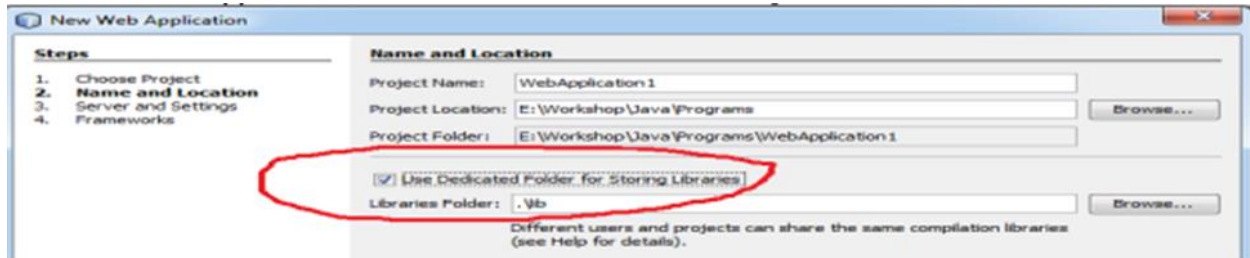 New Web Application
Steps
1. Choose Project
2. Name and Location
3. Server and Settings
4. Frameworks
Name and Location
Project Name: WebApplication1
Project Location: E:\Workshop\Java\Programs Browse...
Project Folder: E:\Workshop\Java\Programs\WebApplication1
Use Dedicated Folder for Storing Libraries
Libraries Folder: .\lib Browse...
Different users and projects can share the same compilation libraries
(see Help for details).